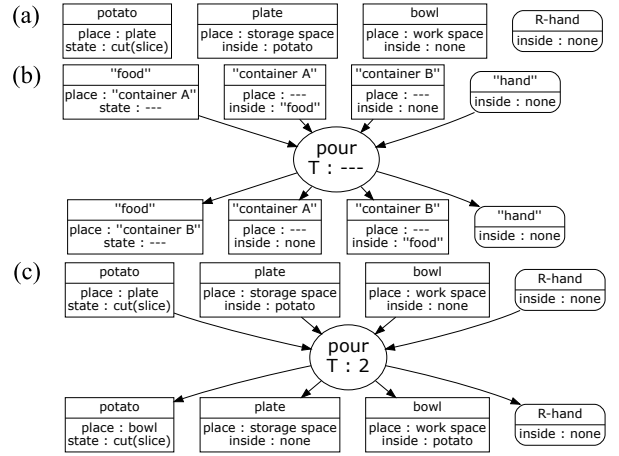 (a)
potato
place : plate
state : cut(slice)
plate
place : storage space
inside : potato
bowl
place : work space
inside : none
R-hand
inside : none
(b)
"food"
place : "container A"
state : ---
"container A"
place : ---
inside : "food"
"container B"
place : ---
inside : none
"hand"
inside : none
pour
T : ---
"food"
place : "container B"
state : ---
"container A"
place : ---
inside : none
"container B"
place : ---
inside : "food"
"hand"
inside : none
(c)
potato
place : plate
state : cut(slice)
plate
place : storage space
inside : potato
bowl
place : work space
inside : none
R-hand
inside : none
pour
T : 2
potato
place : bowl
state : cut(slice)
plate
place : storage space
inside : none
bowl
place : work space
inside : potato
R-hand
inside : none